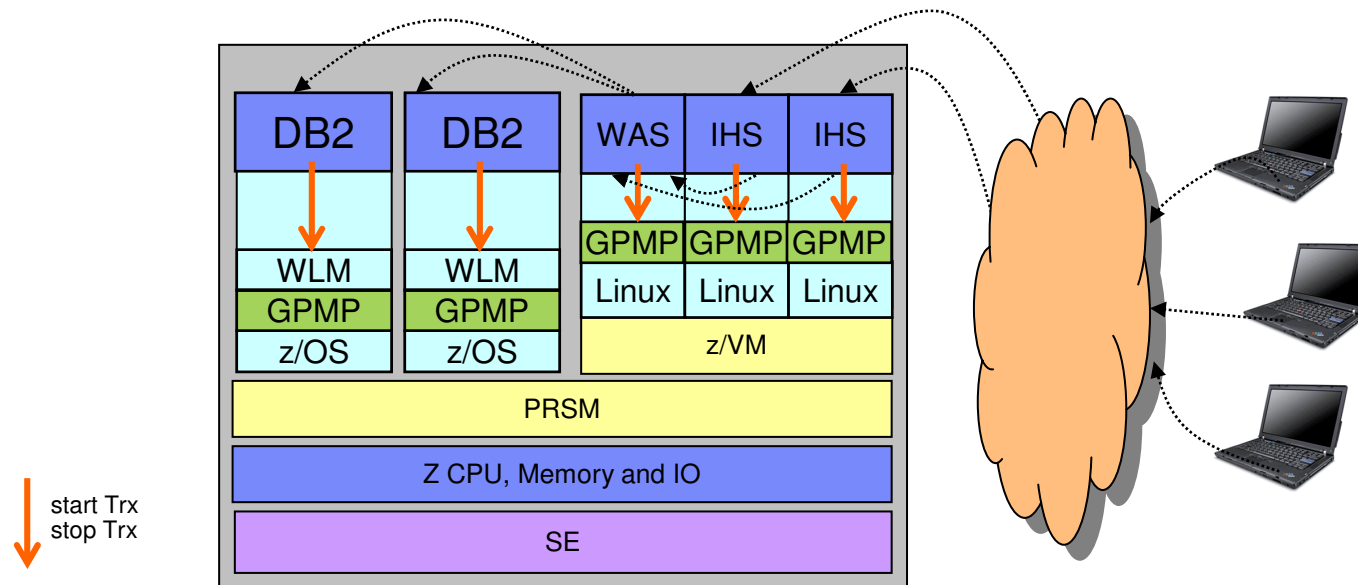 DB2
DB2
WAS
IHS
IHS
GPMP
GPMP
GPMP
WLM
WLM
GPMP
GPMP
Linux
Linux
Linux
z/OS
z/OS
z/VM
PRSM
Z CPU, Memory and IO
SE
start Trx
stop Trx